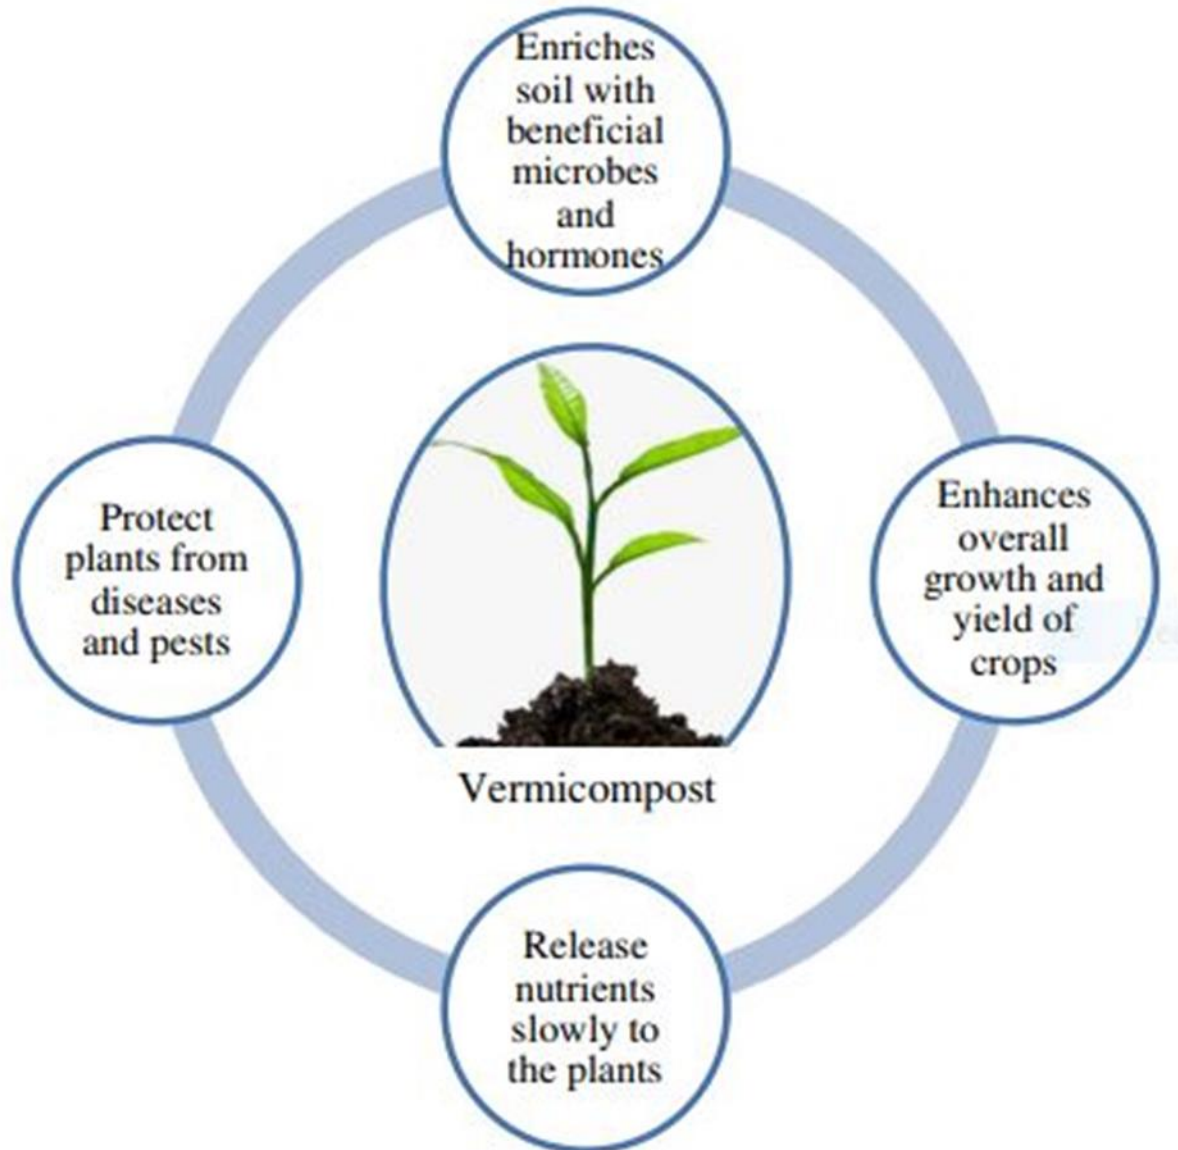 Enriches
soil with
beneficial
microbes
and
hormones
Protect
plants from
diseases
and pests
Enhances
overall
growth and
yield of
crops
Vermicompost
Release
nutrients
slowly to
the plants